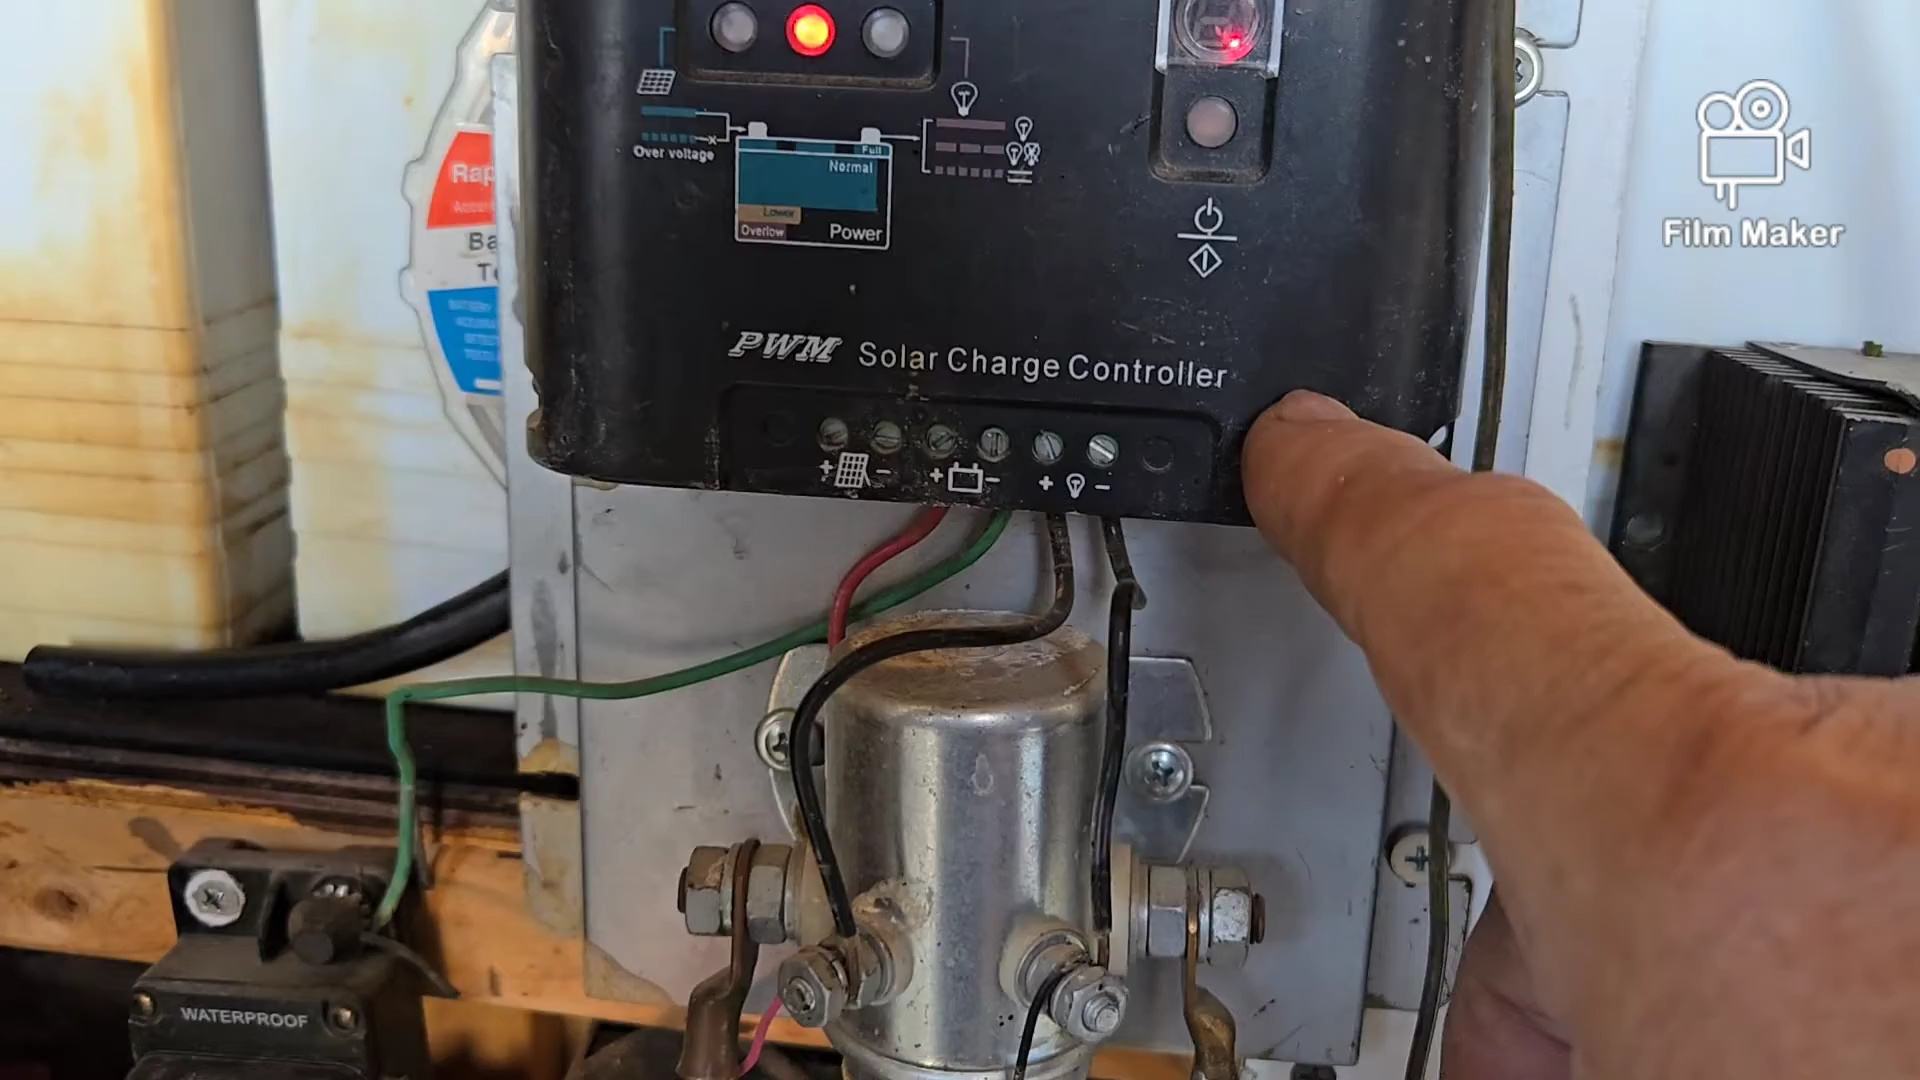 Over voltage
Full
Normal
Lower
Overlow
Power
PWM Solar Charge Controller
+ - + - + -
Rap
Ba
WATERPROOF
Film Maker